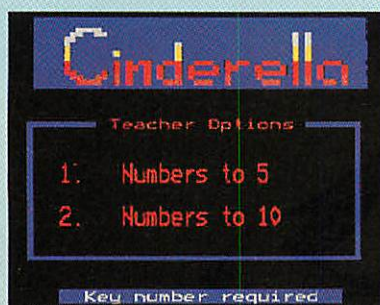 Cinderella
Teacher Options
1. Numbers to 5
2. Numbers to 10
Key number required